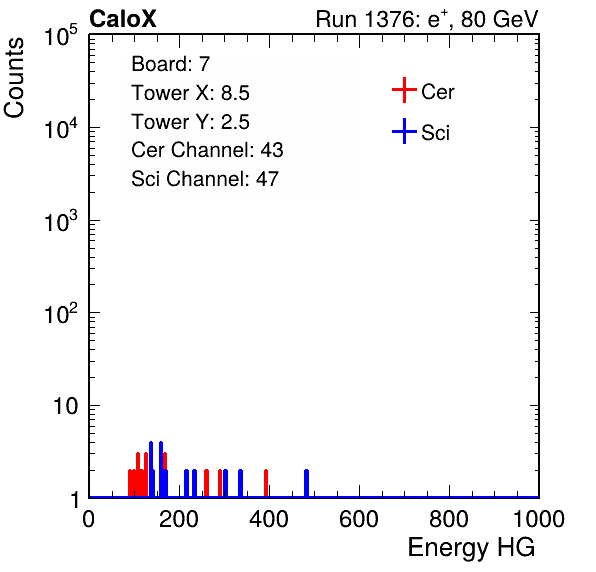 CaloX Run 1376: e⁺, 80 GeV
Counts
10⁵
10⁴
10³
10²
10
1
Board: 7
Tower X: 8.5
Tower Y: 2.5
Cer Channel: 43
Sci Channel: 47
Cer
Sci
0 200 400 600 800 1000
Energy HG